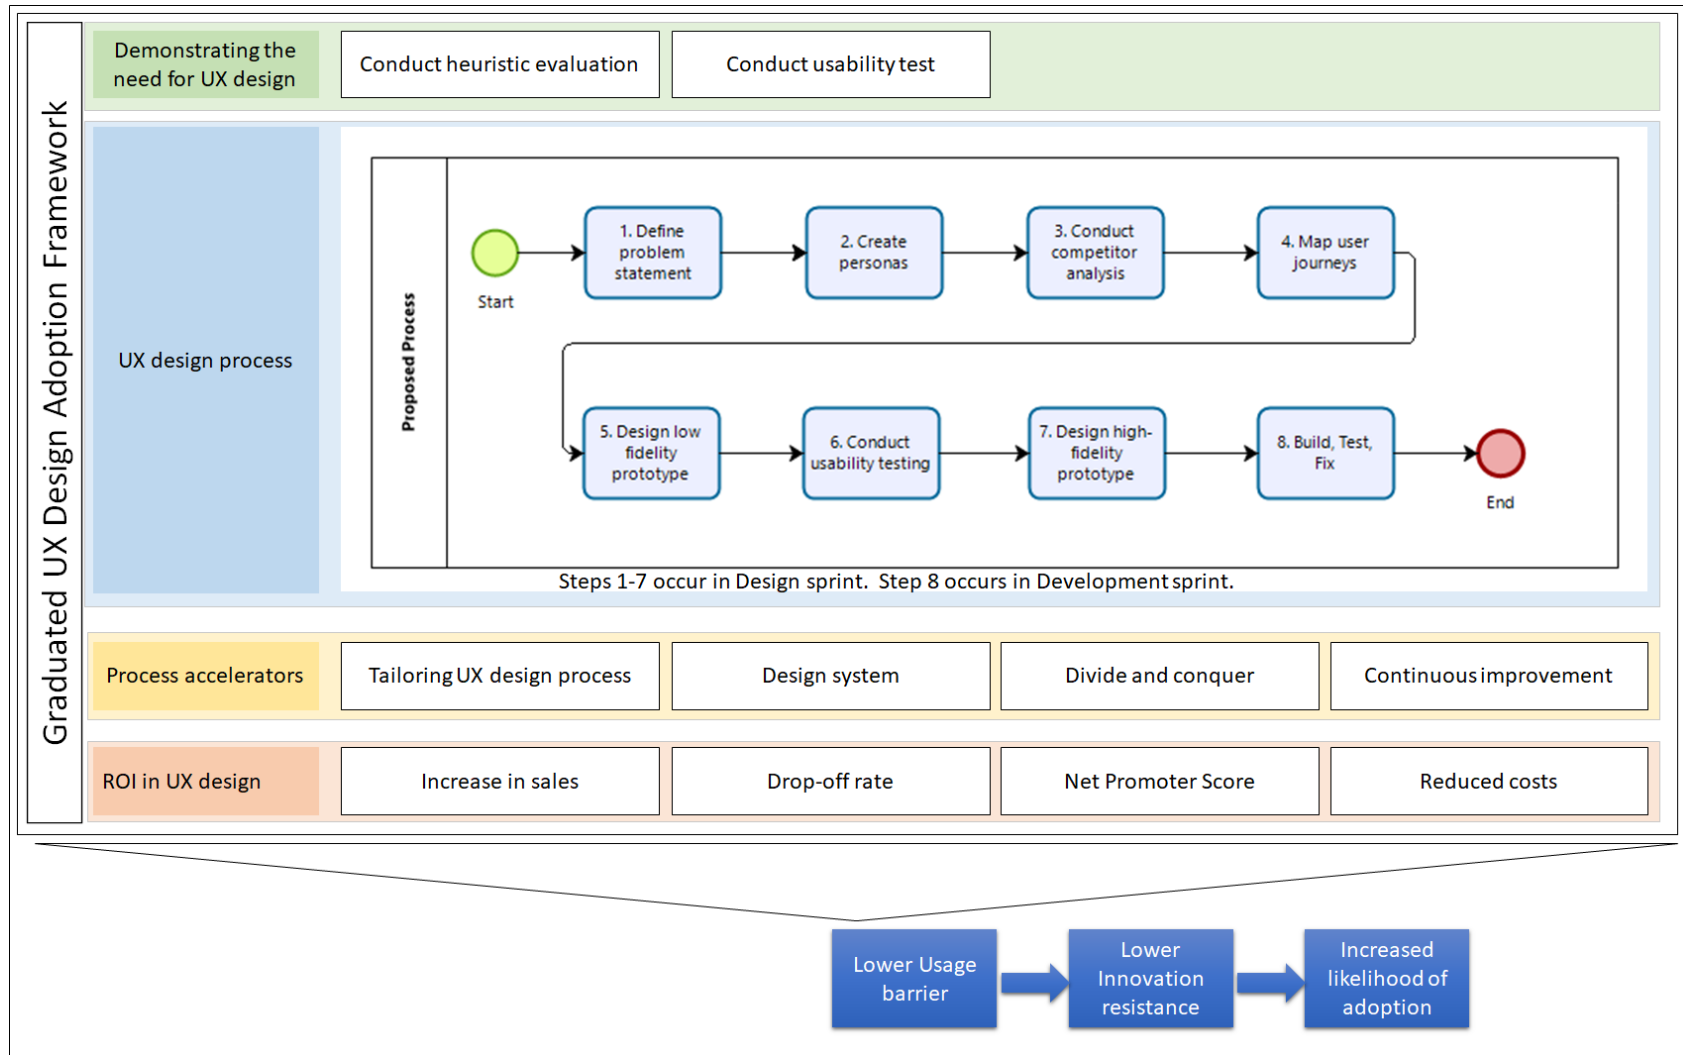 Graduated UX Design Adoption Framework
Demonstrating the
need for UX design
Conduct heuristic evaluation
Conduct usability test
UX design process
Proposed Process
Start
1. Define
problem
statement
2. Create
personas
3. Conduct
competitor
analysis
4. Map user
journeys
5. Design low
fidelity
prototype
6. Conduct
usability testing
7. Design high-
fidelity
prototype
8. Build, Test,
Fix
End
Steps 1-7 occur in Design sprint. Step 8 occurs in Development sprint.
Process accelerators
Tailoring UX design process
Design system
Divide and conquer
Continuous improvement
ROI in UX design
Increase in sales
Drop-off rate
Net Promoter Score
Reduced costs
Lower Usage
barrier
Lower
Innovation
resistance
Increased
likelihood of
adoption